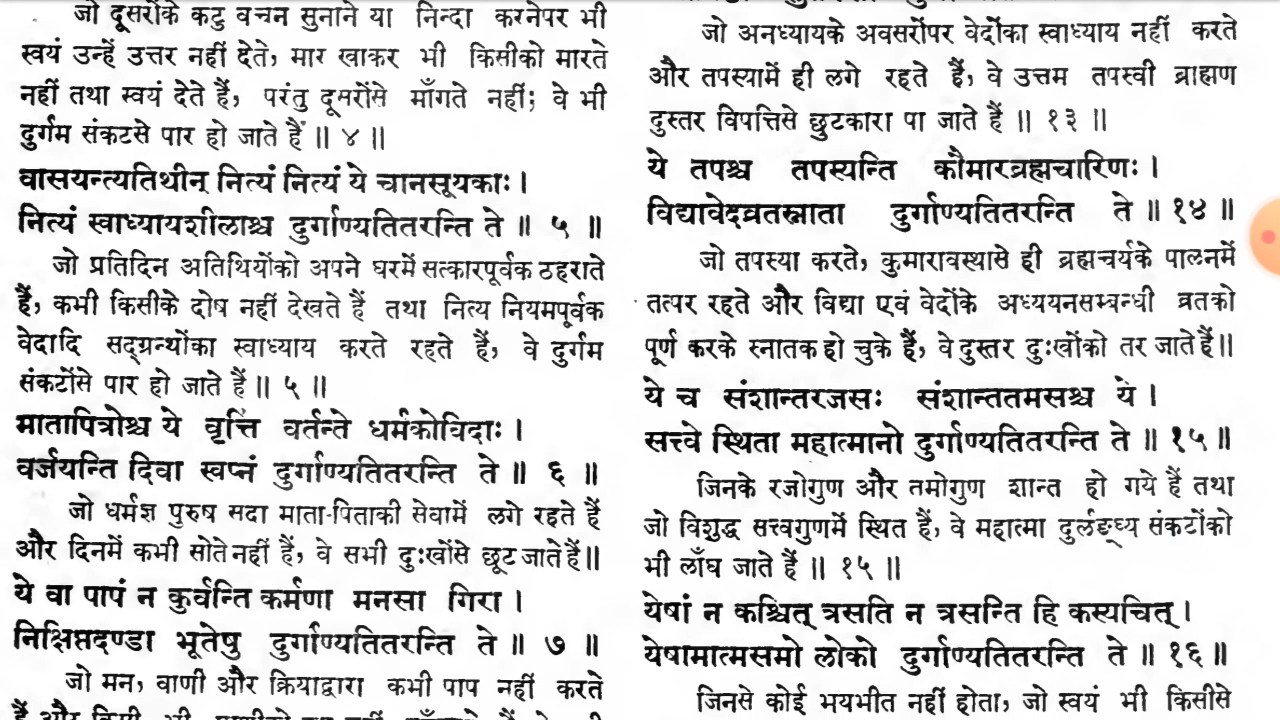 जो दूसरोंके कटु वचन सुनाने या निन्दा करनेपर भी
स्वयं उन्हें उत्तर नहीं देते, मार खाकर भी किसीको मारते
नहीं तथा स्वयं देते हैं, परंतु दूसरोंसे माँगते नहीं; वे भी
दुर्गम संकटसे पार हो जाते हैं ॥ ४ ॥
वासयन्त्यतिथीन् नित्यं नित्यं ये चानसूयकाः ।
नित्यं स्वाध्यायशीलाश्च दुर्गाण्यतितरन्ति ते ॥ ५ ॥
जो प्रतिदिन अतिथियोंको अपने घरमें सत्कारपूर्वक ठहराते
हैं, कभी किसीके दोष नहीं देखते हैं तथा नित्य नियमपूर्वक
वेदादि सद्ग्रन्थोंका स्वाध्याय करते रहते हैं, वे दुर्गम
संकटोंसे पार हो जाते हैं ॥ ५ ॥
मातापित्रोश्च ये वृत्तिं वर्तन्ते धर्मकोविदाः ।
वर्जयन्ति दिवा स्वप्नं दुर्गाण्यतितरन्ति ते ॥ ६ ॥
जो धर्मज्ञ पुरुष सदा माता-पिताकी सेवामें लगे रहते हैं
और दिनमें कभी सोते नहीं हैं, वे सभी दुःखोंसे छूट जाते हैं॥
ये वा पापं न कुर्वन्ति कर्मणा मनसा गिरा ।
निक्षिप्तदण्डा भूतेषु दुर्गाण्यतितरन्ति ते ॥ ७ ॥
जो मन, वाणी और क्रियाद्वारा कभी पाप नहीं करते
जो अनध्यायके अवसरोंपर वेदोंका स्वाध्याय नहीं करते
और तपस्यामें ही लगे रहते हैं, वे उत्तम तपस्वी ब्राह्मण
दुस्तर विपत्तिसे छुटकारा पा जाते हैं ॥ १३ ॥
ये तपश्च तपस्यन्ति कौमारब्रह्मचारिणः ।
विद्यावेदव्रतस्नाता दुर्गाण्यतितरन्ति ते ॥ १४ ॥
जो तपस्या करते, कुमारावस्थासे ही ब्रह्मचर्यके पालनमें
तत्पर रहते और विद्या एवं वेदोंके अध्ययनसम्बन्धी व्रतको
पूर्ण करके स्नातक हो चुके हैं, वे दुस्तर दुःखोंको तर जाते हैं॥
ये च संशान्तरजसः संशान्ततमसश्च ये ।
सत्त्वे स्थिता महात्मानो दुर्गाण्यतितरन्ति ते ॥ १५ ॥
जिनके रजोगुण और तमोगुण शान्त हो गये हैं तथा
जो विशुद्ध सत्त्वगुणमें स्थित हैं, वे महात्मा दुर्लङ्घ्य संकटोंको
भी लाँघ जाते हैं ॥ १५ ॥
येषां न कश्चित् त्रसति न त्रसन्ति हि कस्यचित् ।
येषामात्मसमो लोको दुर्गाण्यतितरन्ति ते ॥ १६ ॥
जिनसे कोई भयभीत नहीं होता, जो स्वयं भी किसीसे